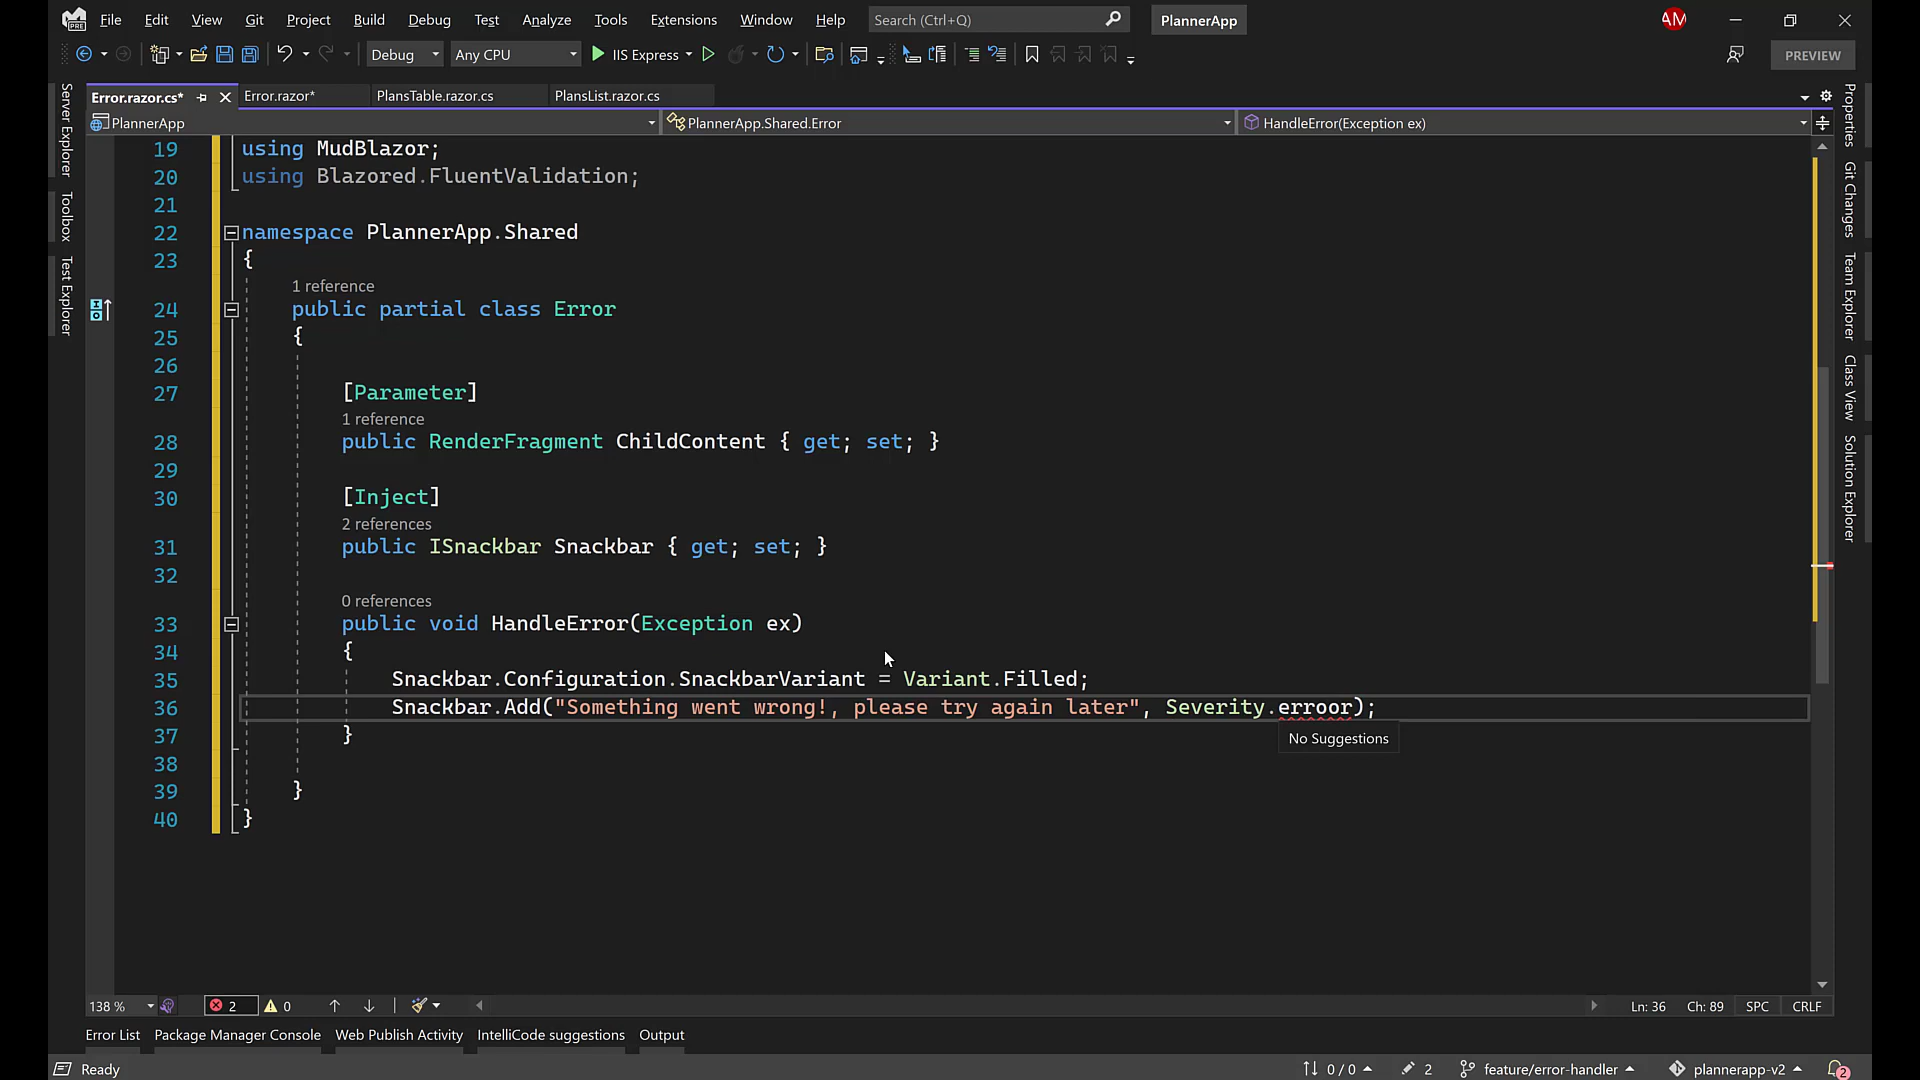 File Edit View Git Project Build Debug Test Analyze Tools Extensions Window Help Search (Ctrl+Q) PlannerApp AM
Debug Any CPU IIS Express PREVIEW
Error.razor.cs* Error.razor* PlansTable.razor.cs PlansList.razor.cs
PlannerApp PlannerApp.Shared.Error HandleError(Exception ex)
Server Explorer
Toolbox
Test Explorer
19 using MudBlazor;
20 using Blazored.FluentValidation;
21
22 namespace PlannerApp.Shared
23 {
1 reference
24 public partial class Error
25 {
26
27 [Parameter]
1 reference
28 public RenderFragment ChildContent { get; set; }
29
30 [Inject]
2 references
31 public ISnackbar Snackbar { get; set; }
32
0 references
33 public void HandleError(Exception ex)
34 {
35 Snackbar.Configuration.SnackbarVariant = Variant.Filled;
36 Snackbar.Add("Something went wrong!, please try again later", Severity.erroor);
No Suggestions
37 }
38
39 }
40 }
Properties
Git Changes
Team Explorer
Class View
Solution Explorer
138 % 2 0 Ln: 36 Ch: 89 SPC CRLF
Error List Package Manager Console Web Publish Activity IntelliCode suggestions Output
Ready 0 / 0 2 feature/error-handler plannerapp-v2 2